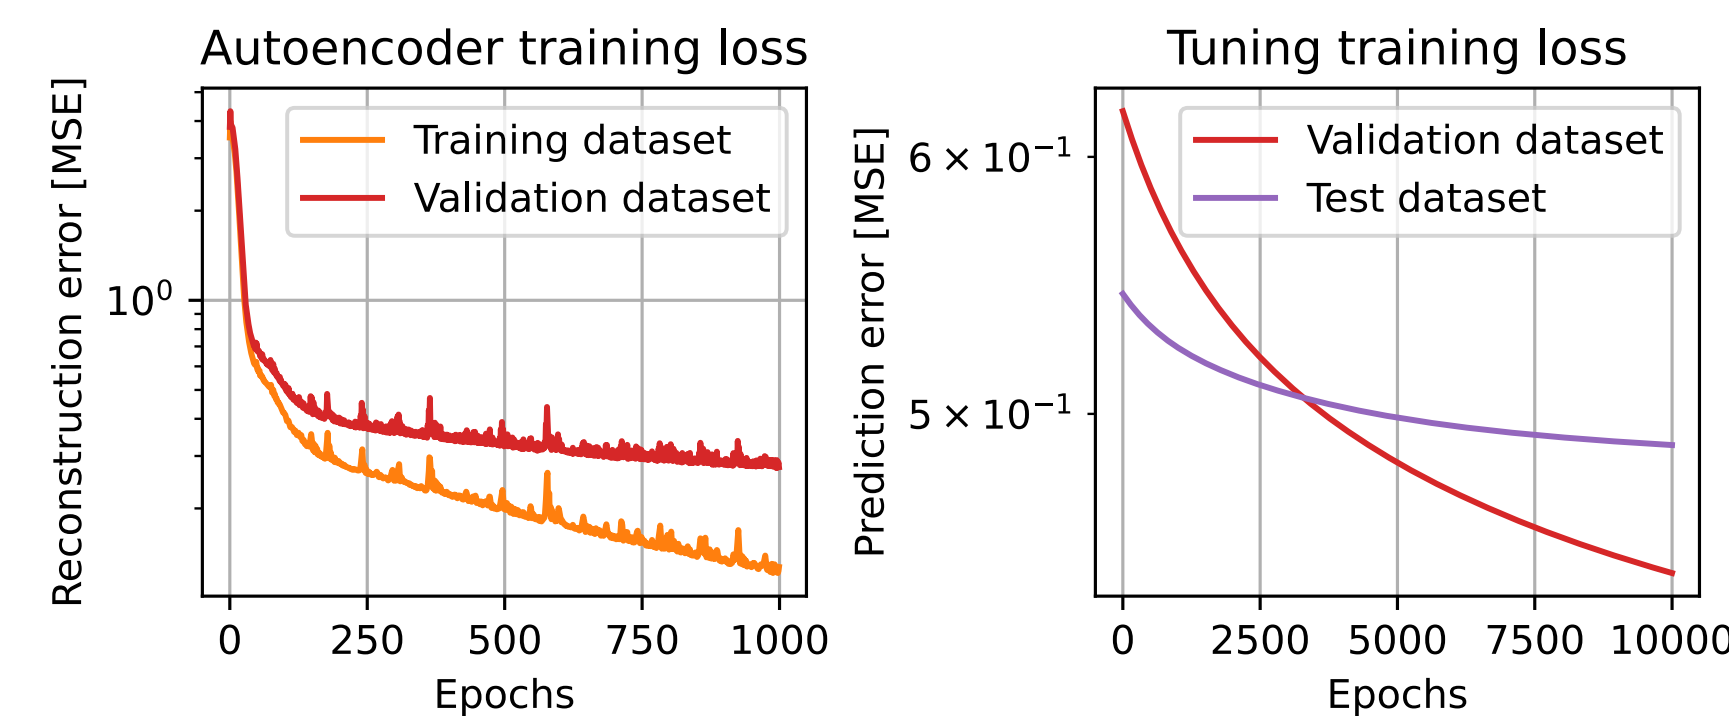 Autoencoder training loss
Reconstruction error [MSE]
10⁰
Training dataset
Validation dataset
0 250 500 750 1000
Epochs
Tuning training loss
Prediction error [MSE]
6 × 10⁻¹
5 × 10⁻¹
Validation dataset
Test dataset
0 2500 5000 7500 10000
Epochs